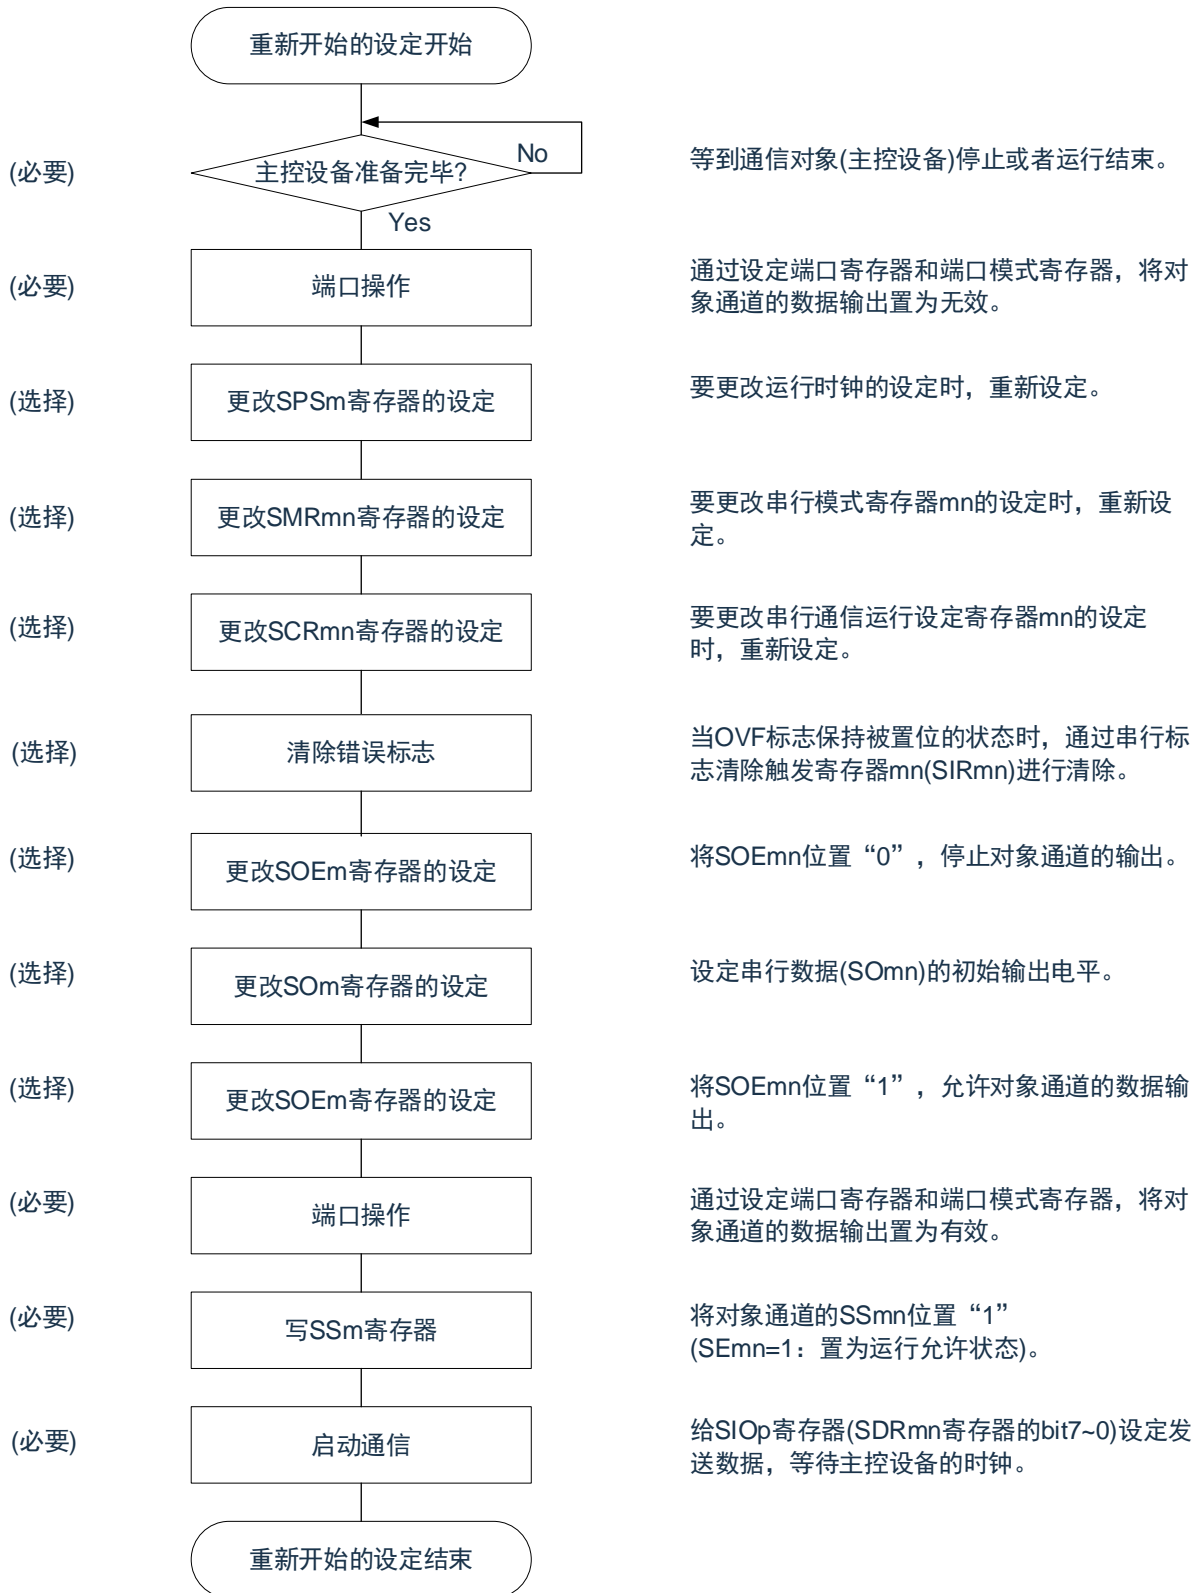 重新开始的设定开始
(必要)
主控设备准备完毕?
No
等到通信对象(主控设备)停止或者运行结束。
Yes
(必要)
端口操作
通过设定端口寄存器和端口模式寄存器，将对
象通道的数据输出置为无效。
(选择)
更改SPSm寄存器的设定
要更改运行时钟的设定时，重新设定。
(选择)
更改SMRmn寄存器的设定
要更改串行模式寄存器mn的设定时，重新设
定。
(选择)
更改SCRmn寄存器的设定
要更改串行通信运行设定寄存器mn的设定
时，重新设定。
(选择)
清除错误标志
当OVF标志保持被置位的状态时，通过串行标
志清除触发寄存器mn(SIRmn)进行清除。
(选择)
更改SOEm寄存器的设定
将SOEmn位置“0”，停止对象通道的输出。
(选择)
更改SOm寄存器的设定
设定串行数据(SOmn)的初始输出电平。
(选择)
更改SOEm寄存器的设定
将SOEmn位置“1”，允许对象通道的数据输
出。
(必要)
端口操作
通过设定端口寄存器和端口模式寄存器，将对
象通道的数据输出置为有效。
(必要)
写SSm寄存器
将对象通道的SSmn位置“1”
(SEmn=1：置为运行允许状态)。
(必要)
启动通信
给SIOp寄存器(SDRmn寄存器的bit7~0)设定发
送数据，等待主控设备的时钟。
重新开始的设定结束